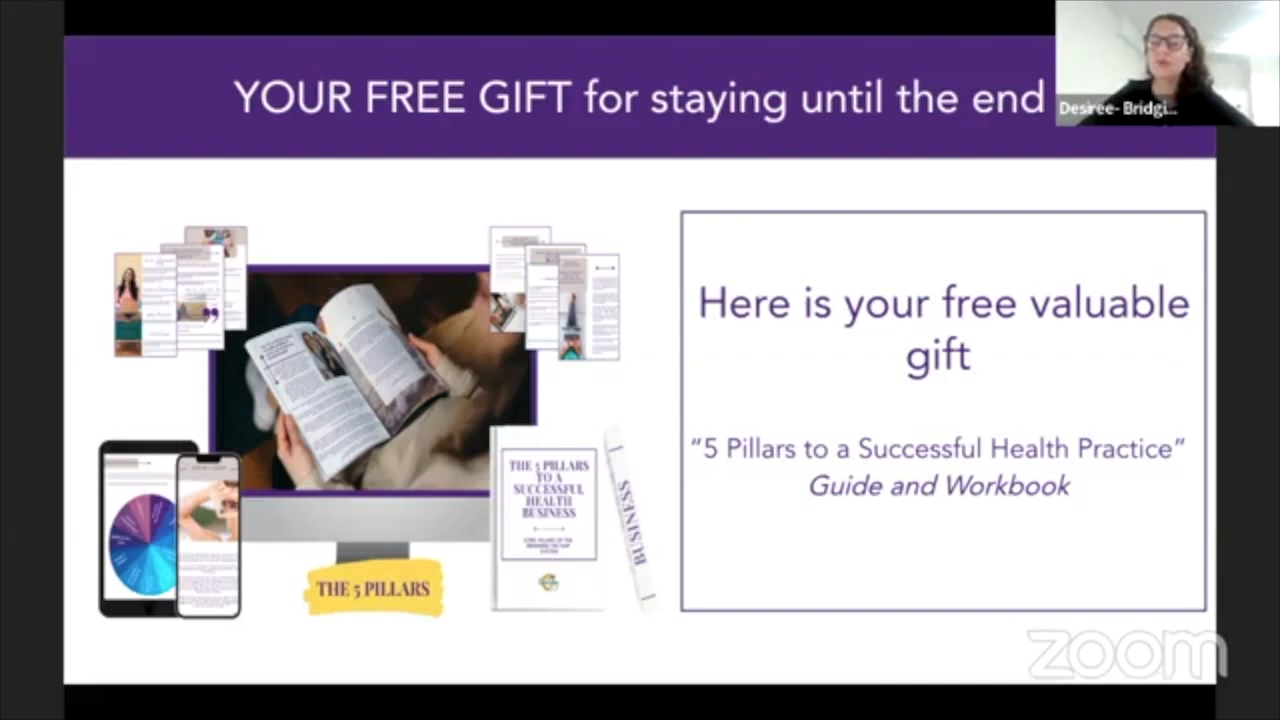 YOUR FREE GIFT for staying until the end
Desiree- Bridgi...
Here is your free valuable
gift
"5 Pillars to a Successful Health Practice"
Guide and Workbook
THE 5 PILLARS
TO A
SUCCESSFUL
HEALTH
BUSINESS
BUSINESS
THE 5 PILLARS
zoom